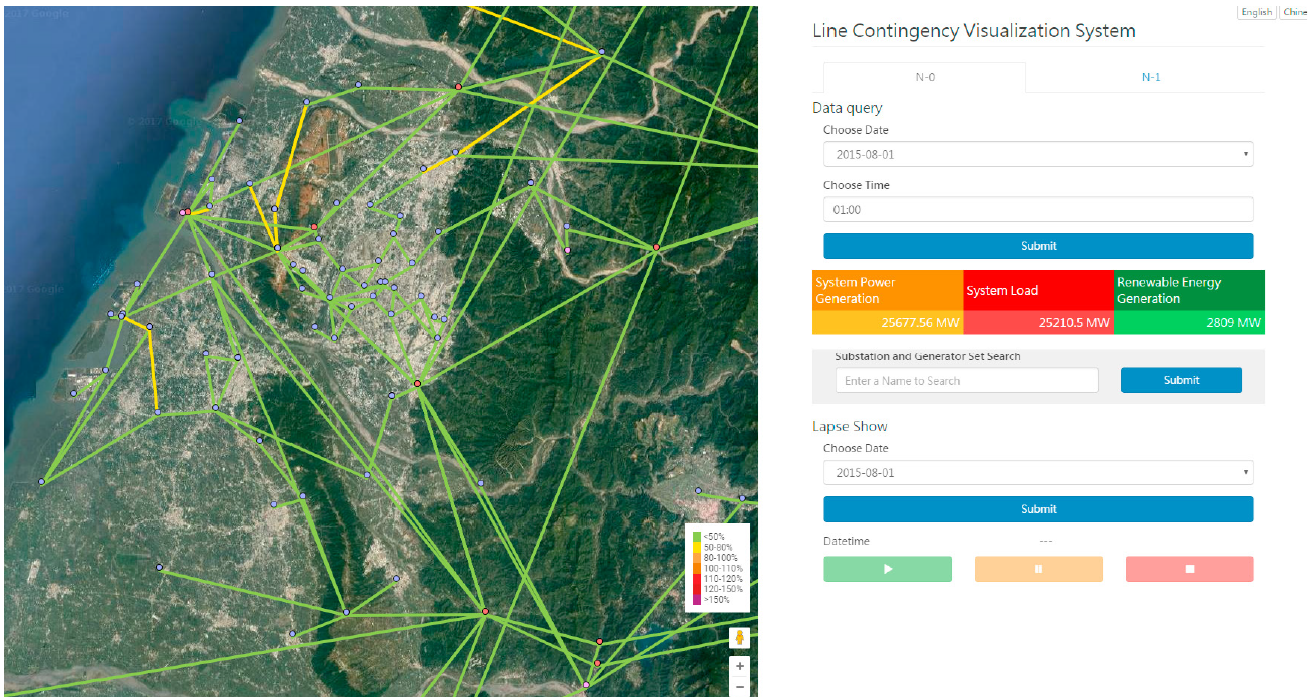 2017 Google
© 2017 Google
2017 Google
<50%
50-80%
80-100%
100-110%
110-120%
120-150%
>150%
+
−
English
Chine
Line Contingency Visualization System
N-0
N-1
Data query
Choose Date
2015-08-01
Choose Time
01:00
Submit
System Power
Generation
System Load
Renewable Energy
Generation
25677.56 MW
25210.5 MW
2809 MW
Substation and Generator Set Search
Enter a Name to Search
Submit
Lapse Show
Choose Date
2015-08-01
Submit
Datetime
---